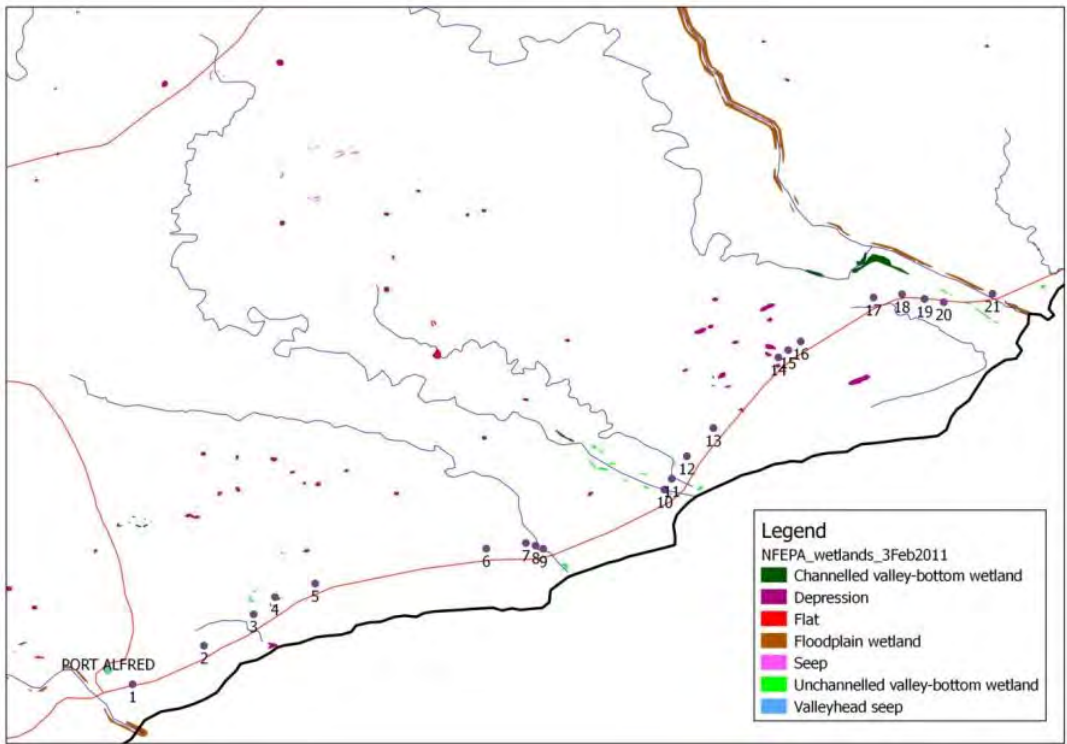 21
17
18
19
20
16
15
14
13
12
11
10
6
7
8
9
5
4
3
2
PORT ALFRED
1
Legend
NFEPA_wetlands_3Feb2011
Channelled valley-bottom wetland
Depression
Flat
Floodplain wetland
Seep
Unchannelled valley-bottom wetland
Valleyhead seep